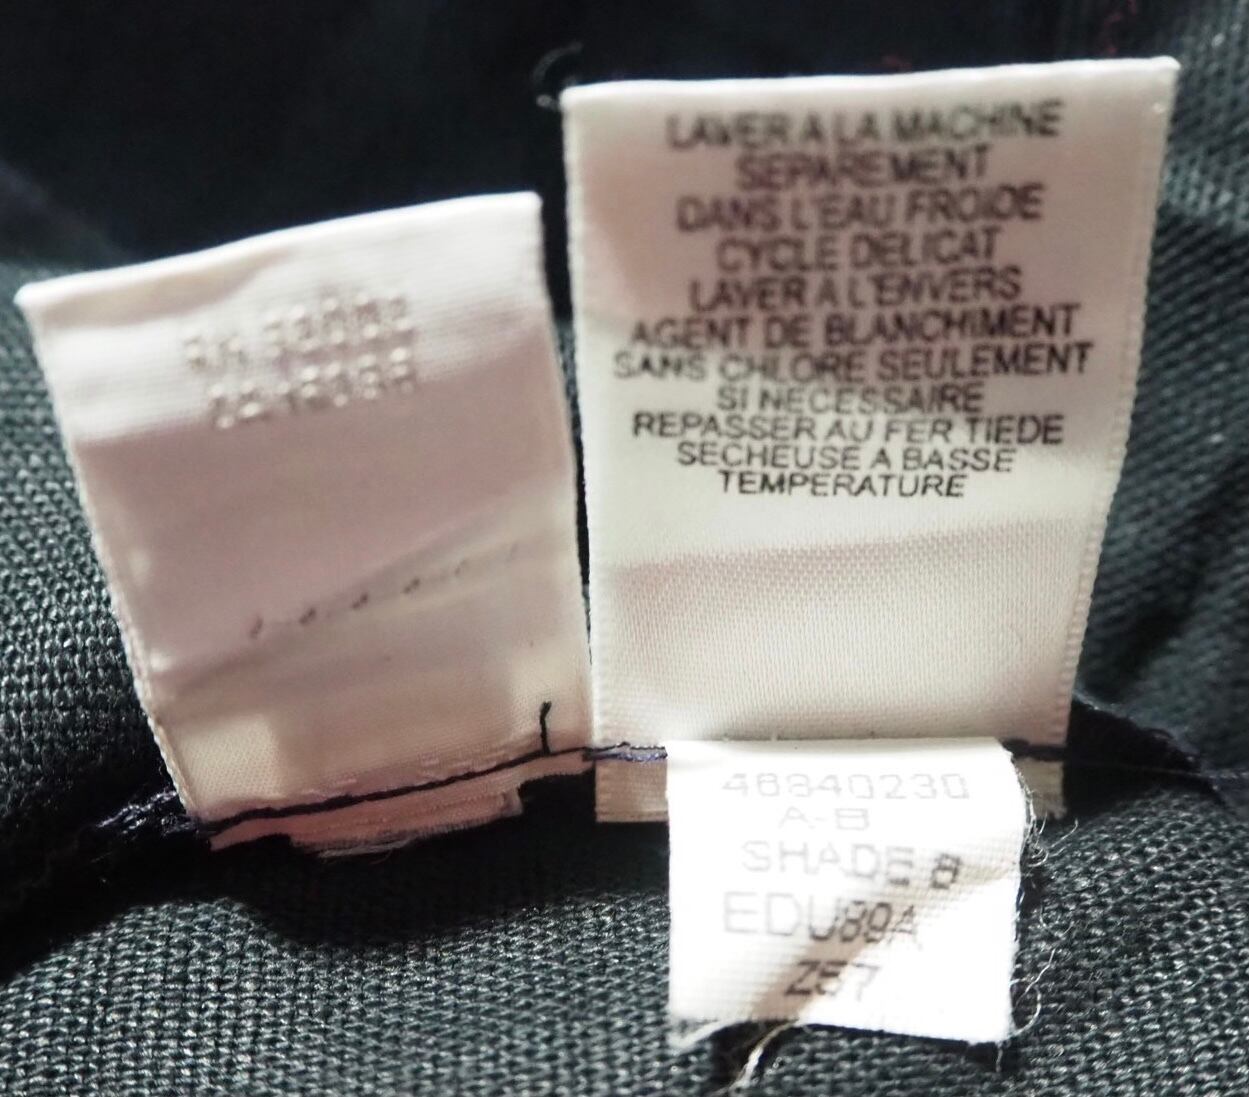 LAVER A LA MACHINE
SEPAREMENT
DANS L'EAU FROIDE
CYCLE DELICAT
LAVER A L'ENVERS
AGENT DE BLANCHIMENT
SANS CHLORE SEULEMENT
SI NECESSAIRE
REPASSER AU FER TIEDE
SECHEUSE A BASSE
TEMPERATURE
46840230
A-B
SHADE B
EDU89A
Z57